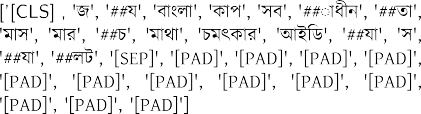 ['[CLS] , 'জ', '##য', 'বাংলা', 'কাপ', 'সব', '##াধীন', '##তা',
'মাস', 'মার', '##চ', 'মাথা', 'চমৎকার', 'আইডি', '##যা', 'স',
'##যা', '##লট', '[SEP]', '[PAD]', '[PAD]', '[PAD]', '[PAD]',
'[PAD]', '[PAD]', '[PAD]', '[PAD]', '[PAD]', '[PAD]',
'[PAD]', '[PAD]', '[PAD]']